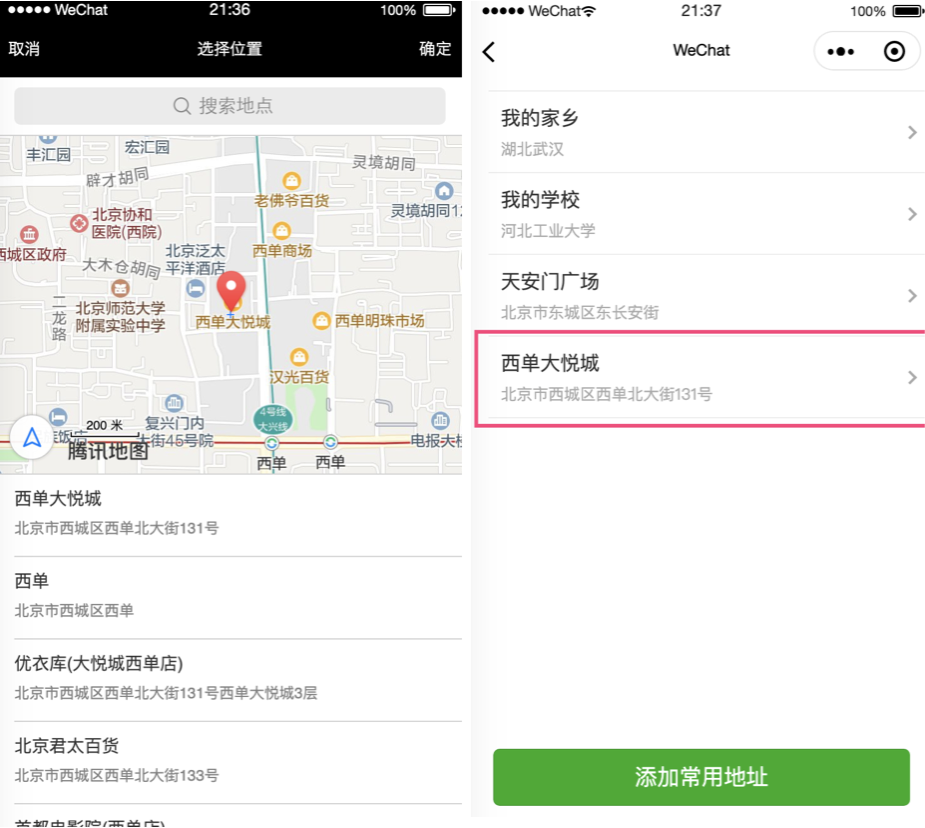 WeChat 21:36 100%
取消 选择位置 确定
搜索地点
丰汇园
宏汇园
灵境胡同
辟才胡同
老佛爷百货
灵境胡同12
北京协和
医院(西院)
西城区政府
北京泛太
平洋酒店
西单商场
大木仓胡同
二龙路
北京师范大学
附属实验中学
西单大悦城
西单明珠市场
汉光百货
4号线
大兴线
200 米
复兴门内
大街45号院
腾讯地图
西单
西单
西单大悦城
北京市西城区西单北大街131号
西单
北京市西城区西单
优衣库(大悦城西单店)
北京市西城区西单北大街131号西单大悦城3层
北京君太百货
北京市西城区西单北大街133号
首都电影院(西单店)
WeChat 21:37 100%
WeChat
我的家乡
湖北武汉
我的学校
河北工业大学
天安门广场
北京市东城区东长安街
西单大悦城
北京市西城区西单北大街131号
添加常用地址